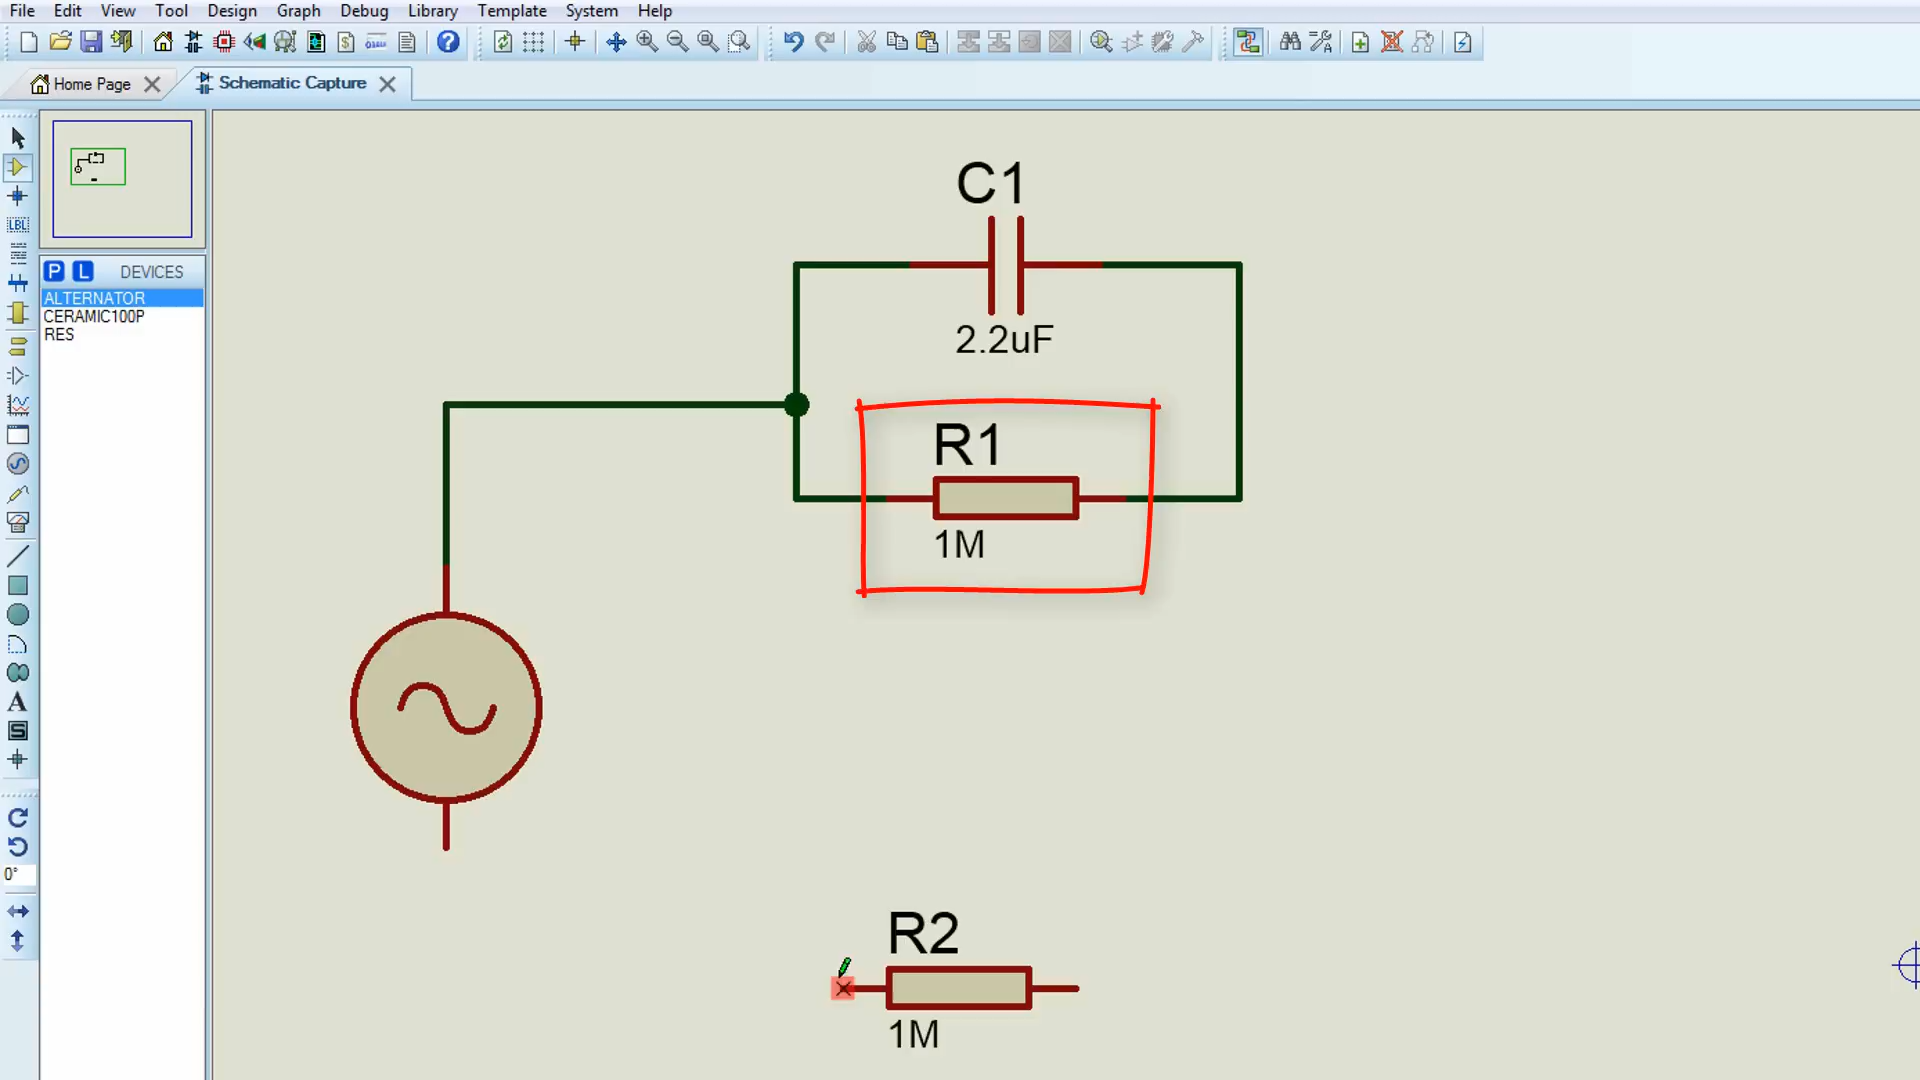 File Edit View Tool Design Graph Debug Library Template System Help
Home Page Schematic Capture
P L DEVICES
ALTERNATOR
CERAMIC100P
RES
LBL
A
S
0°
C1
2.2uF
R1
1M
R2
1M